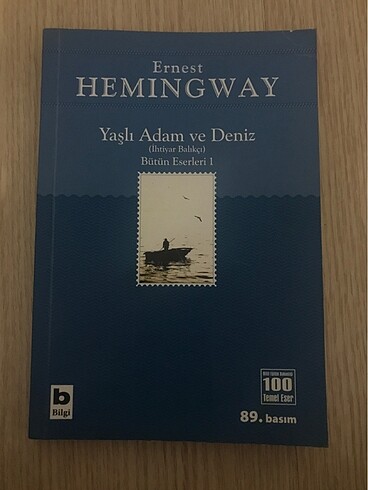 Ernest
HEMINGWAY
Yaşlı Adam ve Deniz
(İhtiyar Balıkçı)
Bütün Eserleri 1
b
Bilgi
100
Temel Eser
89. basım